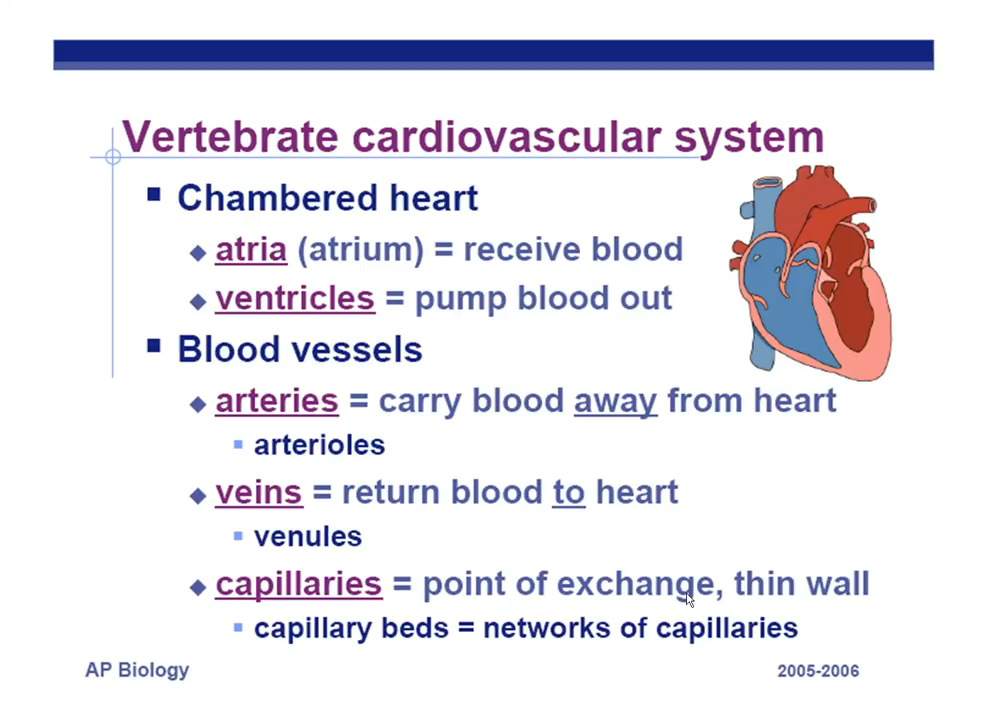 Vertebrate cardiovascular system
Chambered heart
atria (atrium) = receive blood
ventricles = pump blood out
Blood vessels
arteries = carry blood away from heart
arterioles
veins = return blood to heart
venules
capillaries = point of exchange, thin wall
capillary beds = networks of capillaries
AP Biology
2005-2006